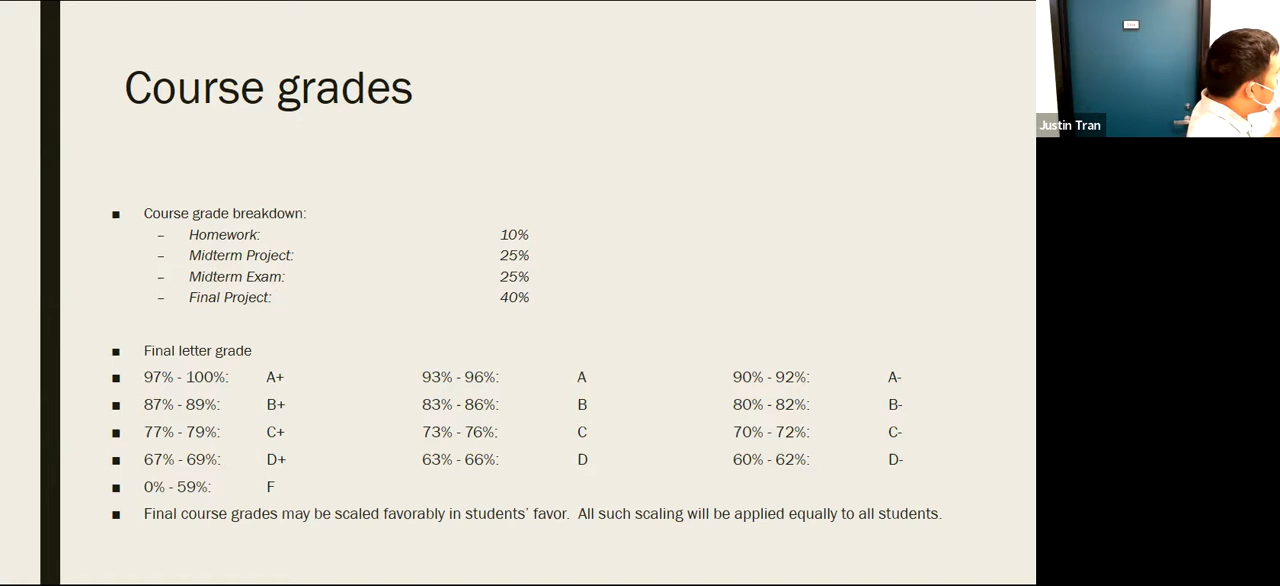 Course grades
Justin Tran
■ Course grade breakdown:
– Homework: 10%
– Midterm Project: 25%
– Midterm Exam: 25%
– Final Project: 40%
■ Final letter grade
■ 97% - 100%: A+ 93% - 96%: A 90% - 92%: A-
■ 87% - 89%: B+ 83% - 86%: B 80% - 82%: B-
■ 77% - 79%: C+ 73% - 76%: C 70% - 72%: C-
■ 67% - 69%: D+ 63% - 66%: D 60% - 62%: D-
■ 0% - 59%: F
■ Final course grades may be scaled favorably in students’ favor.  All such scaling will be applied equally to all students.